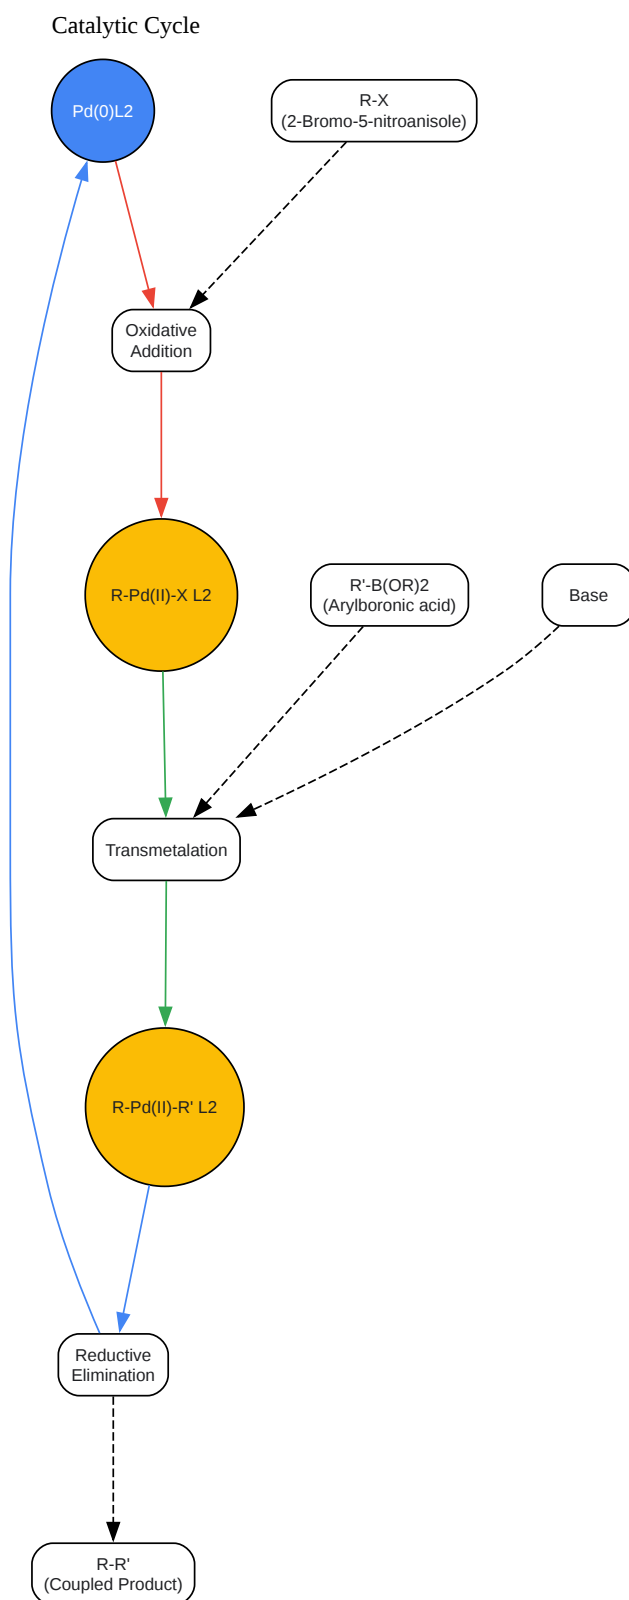 Catalytic Cycle
Pd(0)L2
R-X
(2-Bromo-5-nitroanisole)
Oxidative
Addition
R-Pd(II)-X L2
R'-B(OR)2
(Arylboronic acid)
Base
Transmetalation
R-Pd(II)-R' L2
Reductive
Elimination
R-R'
(Coupled Product)